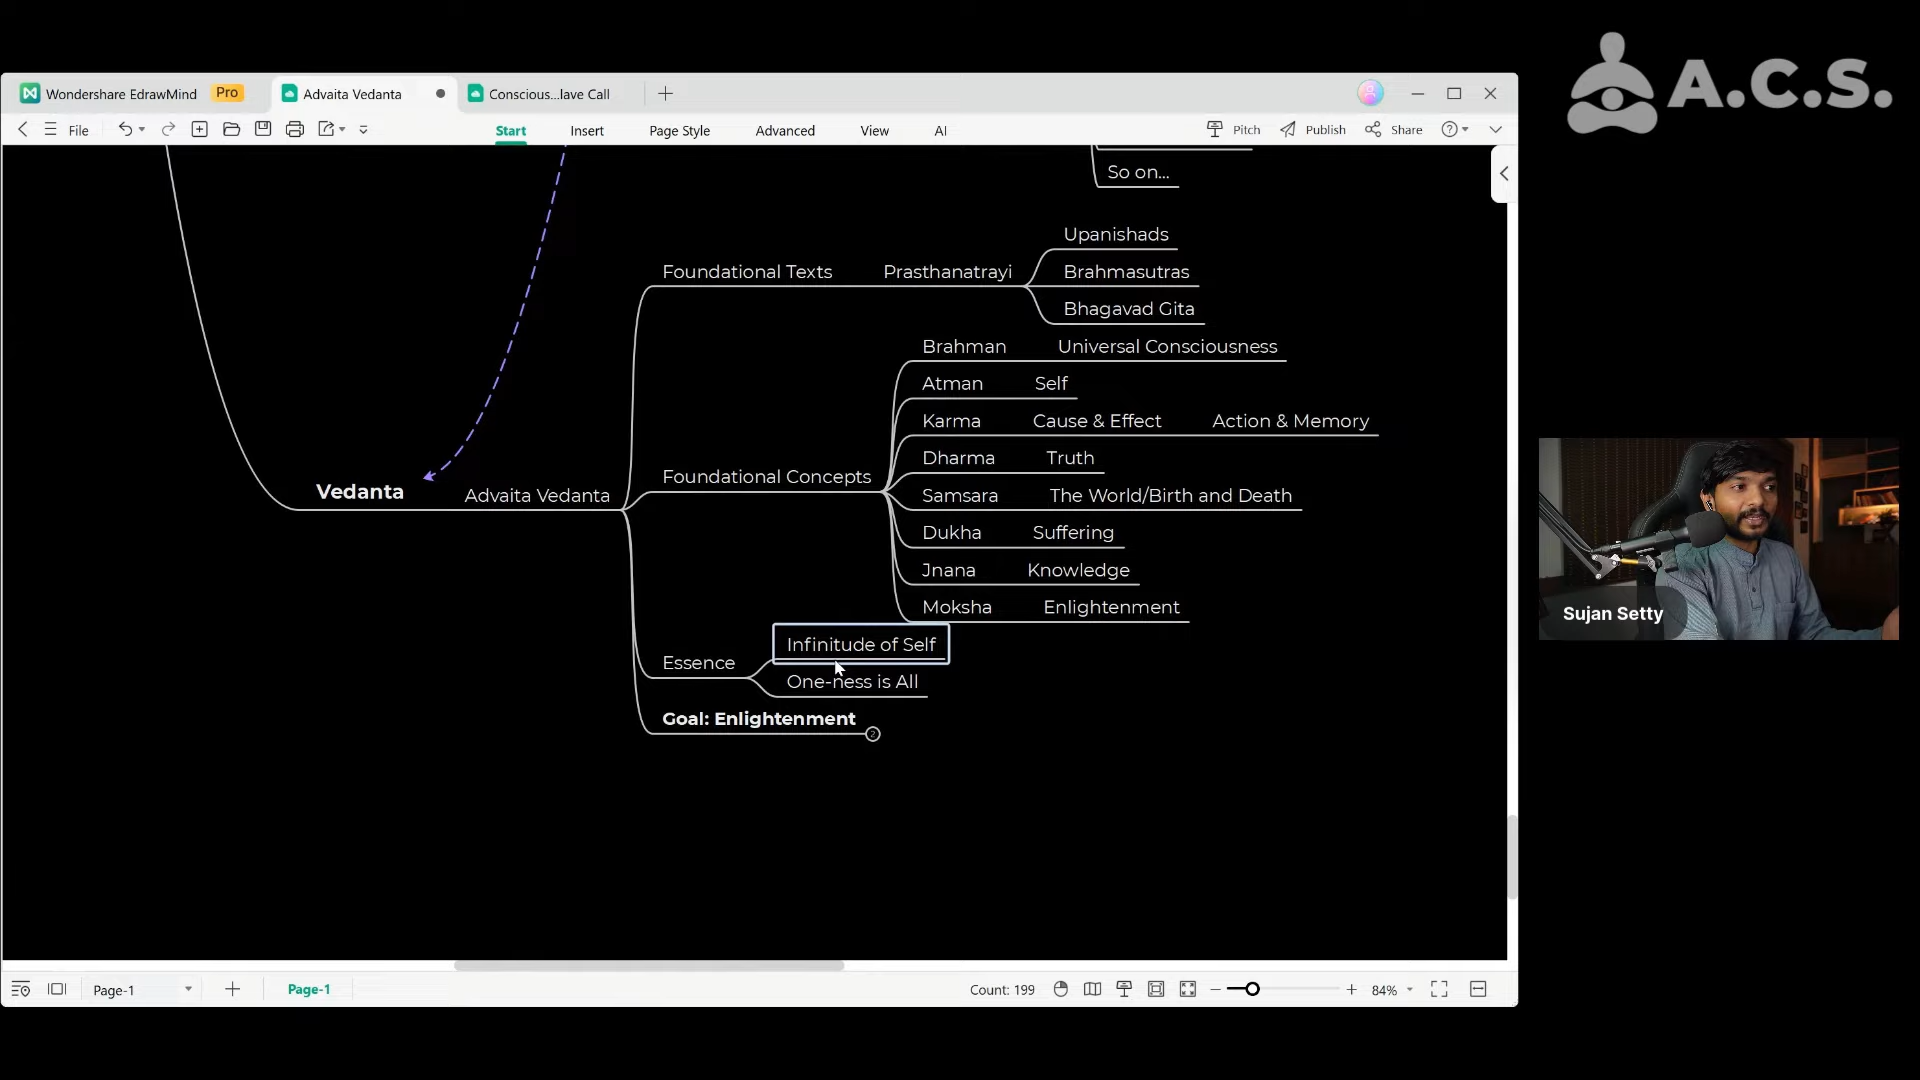 A.C.S.
Wondershare EdrawMind Pro
Advaita Vedanta
Conscious...lave Call
File
Start
Insert
Page Style
Advanced
View
AI
Pitch
Publish
Share
So on...
Upanishads
Foundational Texts Prasthanatrayi Brahmasutras
Bhagavad Gita
Brahman Universal Consciousness
Atman Self
Karma Cause & Effect Action & Memory
Dharma Truth
Foundational Concepts
Vedanta Advaita Vedanta
Samsara The World/Birth and Death
Dukha Suffering
Jnana Knowledge
Moksha Enlightenment
Infinitude of Self
Essence
One-ness is All
Goal: Enlightenment 2
Sujan Setty
Page-1
Page-1
Count: 199
84%